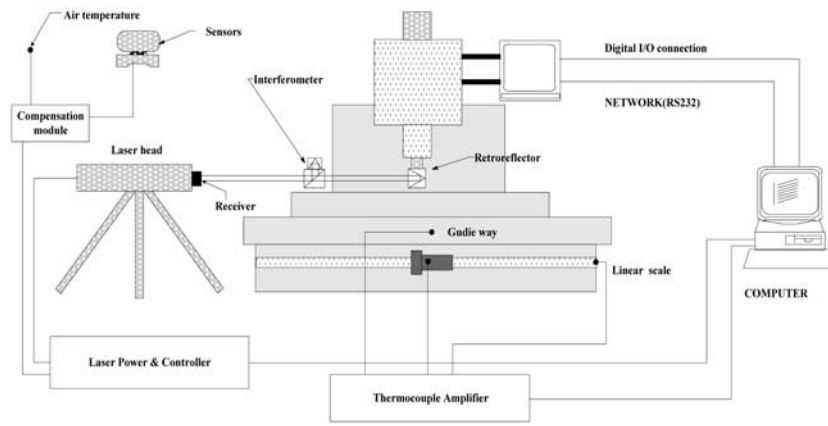 Air temperature
Sensors
Digital I/O connection
Interferometer
NETWORK(RS232)
Compensation
module
Laser head
Retroreflector
Receiver
Gudie way
Linear scale
COMPUTER
Laser Power & Controller
Thermocouple Amplifier